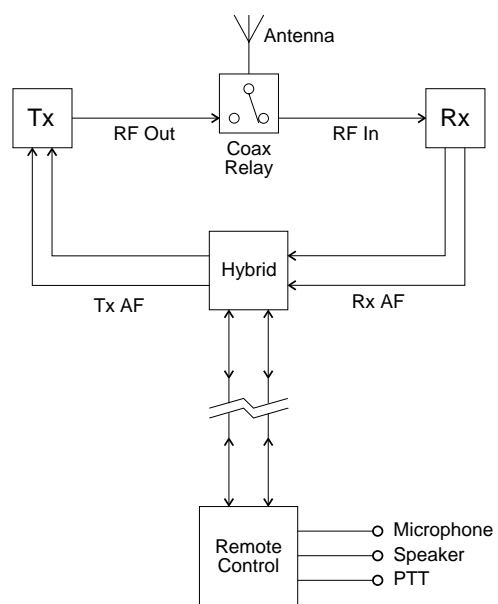 Antenna
Tx
Rx
RF Out
RF In
Coax
Relay
Hybrid
Tx AF
Rx AF
Remote
Control
Microphone
Speaker
PTT